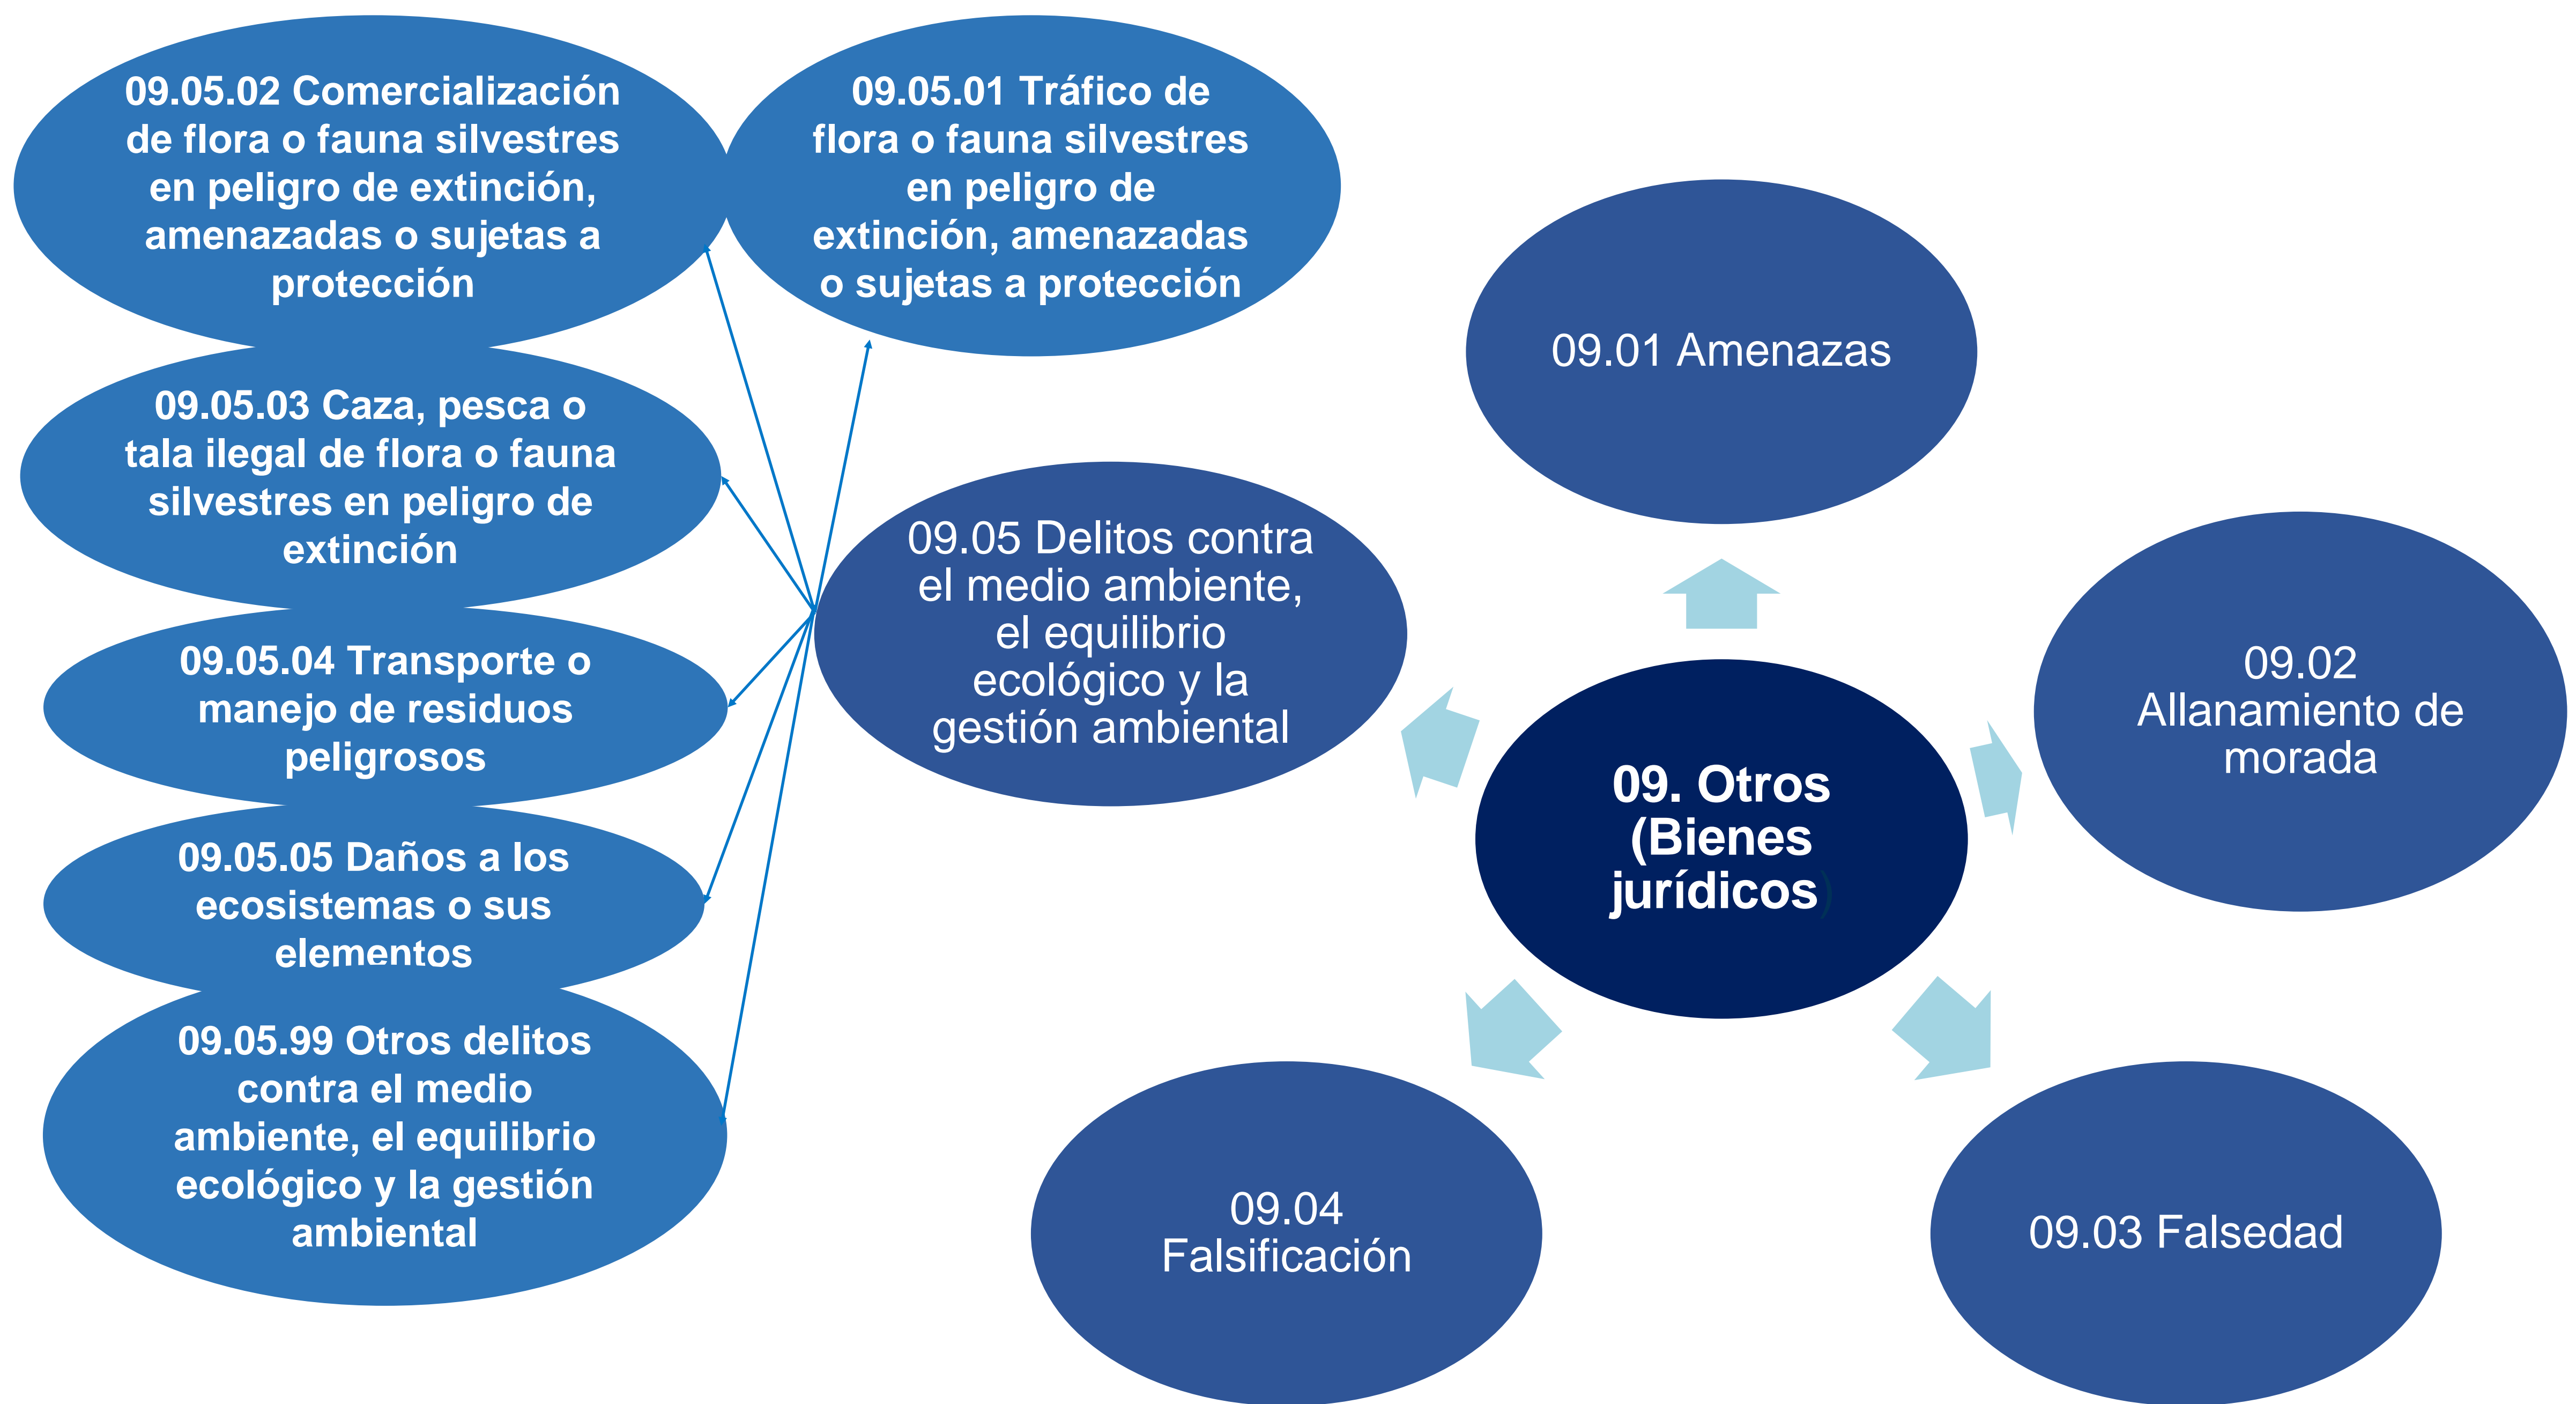 09.05.02 Comercialización
de flora o fauna silvestres
en peligro de extinción,
amenazadas o sujetas a
protección
09.05.01 Tráfico de
flora o fauna silvestres
en peligro de
extinción, amenazadas
o sujetas a protección
09.05.03 Caza, pesca o
tala ilegal de flora o fauna
silvestres en peligro de
extinción
09.05.04 Transporte o
manejo de residuos
peligrosos
09.05.05 Daños a los
ecosistemas o sus
elementos
09.05.99 Otros delitos
contra el medio
ambiente, el equilibrio
ecológico y la gestión
ambiental
09.05 Delitos contra
el medio ambiente,
el equilibrio
ecológico y la
gestión ambiental
09.01 Amenazas
09.02
Allanamiento de
morada
09. Otros
(Bienes
jurídicos)
09.04
Falsificación
09.03 Falsedad